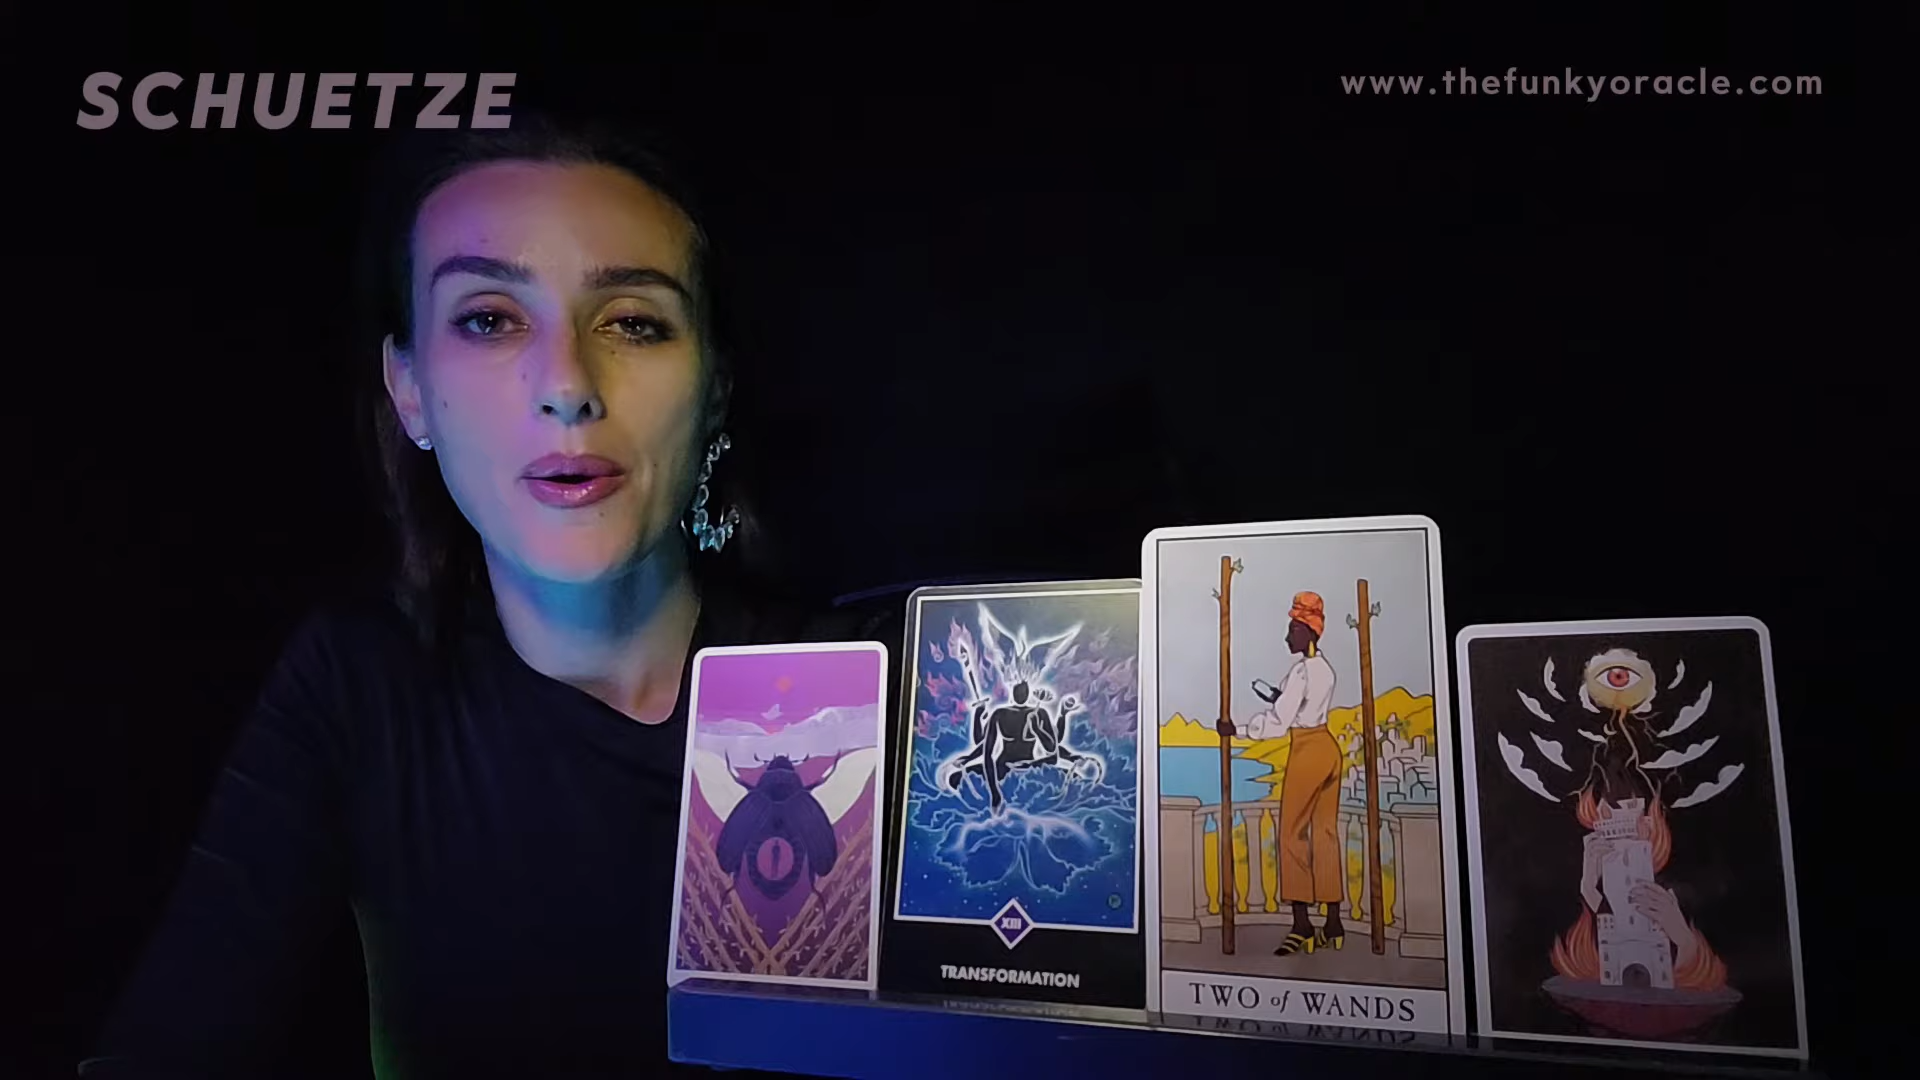 SCHUETZE
www.thefunkyoracle.com
XIII
TRANSFORMATION
TWO of WANDS